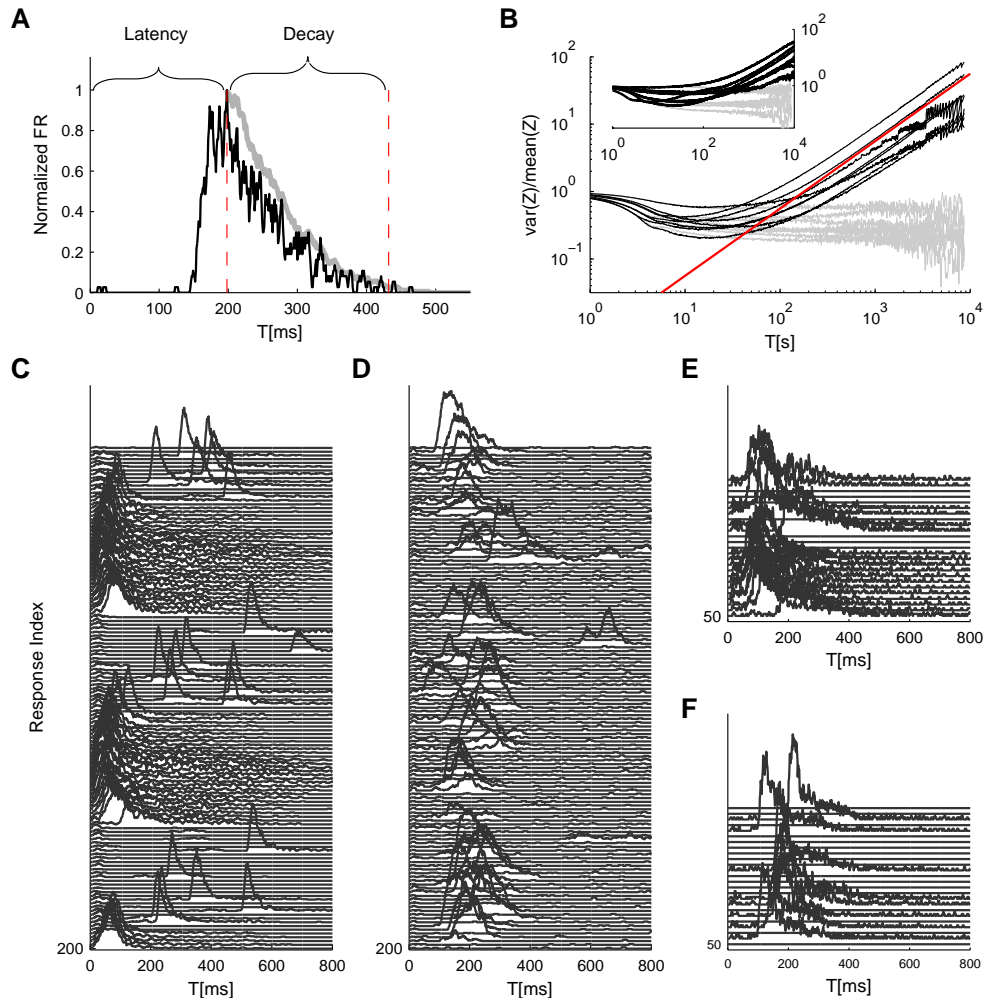 A
Latency
Decay
Normalized FR
1
0.8
0.6
0.4
0.2
0
0
100
200
300
400
500
T[ms]
B
var(Z)/mean(Z)
10^2
10^1
10^0
10^-1
10^0
10^1
10^2
10^3
10^4
T[s]
10^2
10^0
10^0
10^2
10^4
C
Response Index
200
0
200
400
600
800
T[ms]
D
200
0
200
400
600
800
T[ms]
E
50
0
200
400
600
800
T[ms]
F
50
0
200
400
600
800
T[ms]